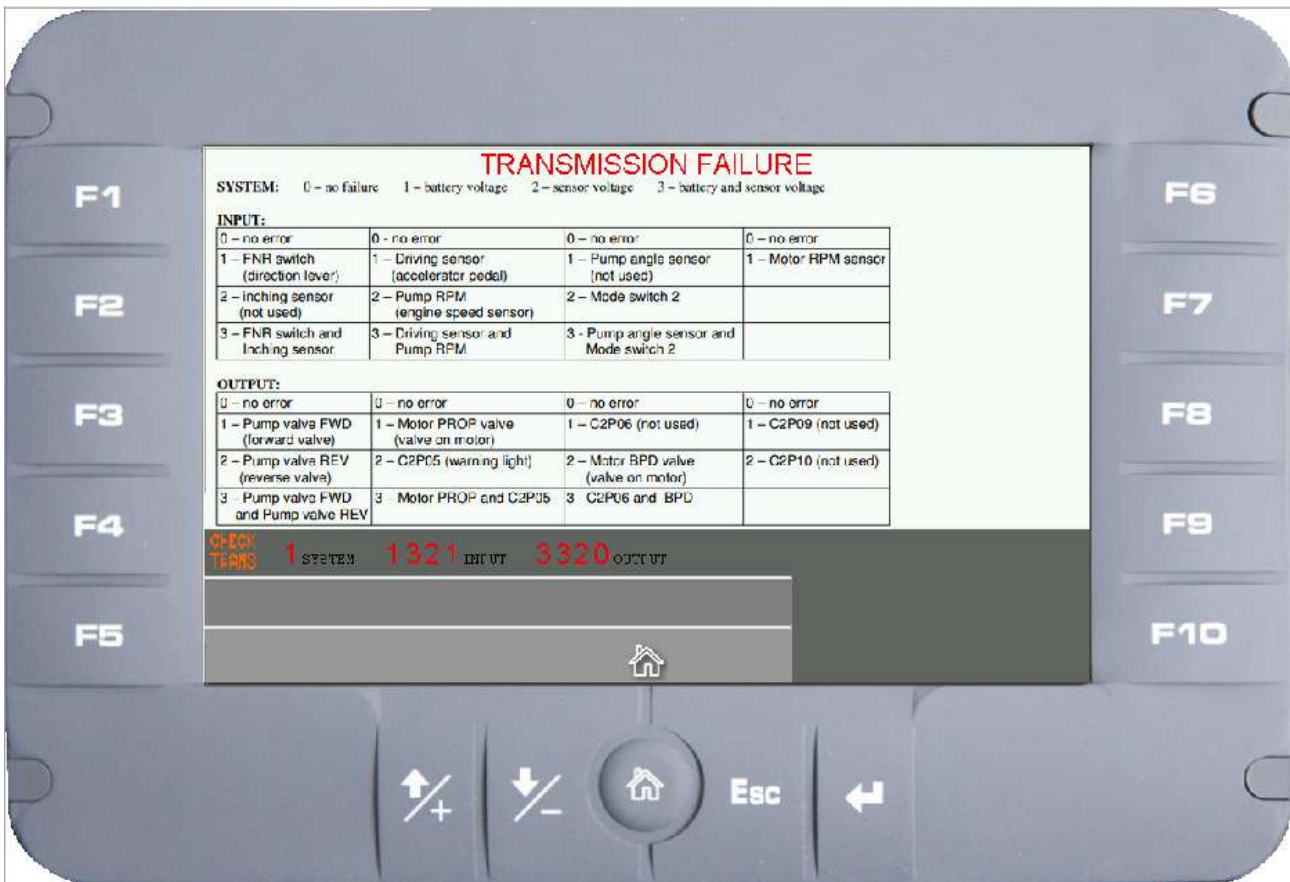 TRANSMISSION FAILURE
SYSTEM: 0 – no failure 1 – battery voltage 2 – sensor voltage 3 – battery and sensor voltage
INPUT:
0 – no error 0 - no error 0 – no error 0 – no error
1 – FNR switch (direction lever) 1 – Driving sensor (accelerator pedal) 1 – Pump angle sensor (not used) 1 – Motor RPM sensor
2 – inching sensor (not used) 2 – Pump RPM (engine speed sensor) 2 – Mode switch 2
3 – FNR switch and Inching sensor 3 – Driving sensor and Pump RPM 3 - Pump angle sensor and Mode switch 2
OUTPUT:
0 – no error 0 – no error 0 – no error 0 – no error
1 – Pump valve FWD (forward valve) 1 – Motor PROP valve (valve on motor) 1 – C2P06 (not used) 1 – C2P09 (not used)
2 – Pump valve REV (reverse valve) 2 – C2P05 (warning light) 2 – Motor BPD valve (valve on motor) 2 – C2P10 (not used)
3 - Pump valve FWD and Pump valve REV 3 - Motor PROP and C2P05 3 C2P06 and BPD
CHECK
TRANS 1 SYSTEM 1321 INPUT 3320 OUTPUT
F1
F2
F3
F4
F5
F6
F7
F8
F9
F10
+ - Esc